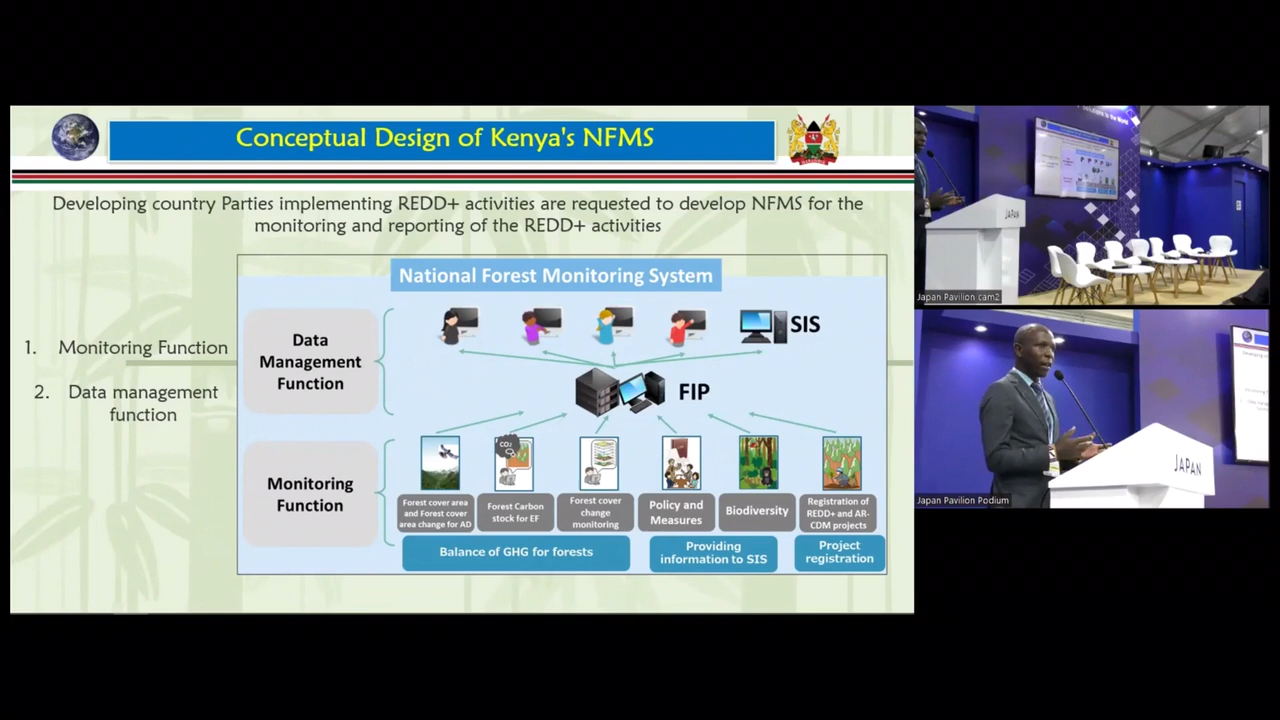 Conceptual Design of Kenya's NFMS
Developing country Parties implementing REDD+ activities are requested to develop NFMS for the
monitoring and reporting of the REDD+ activities
1. Monitoring Function
2. Data management
function
National Forest Monitoring System
Data
Management
Function
SIS
FIP
Monitoring
Function
CO2
Forest cover area
and Forest cover
area change for AD
Forest Carbon
stock for EF
Forest cover
change
monitoring
Policy and
Measures
Biodiversity
Registration of
REDD+ and AR-
CDM projects
Balance of GHG for forests
Providing
information to SIS
Project
registration
JAPAN
Japan Pavilion cam2
JAPAN
Japan Pavilion Podium